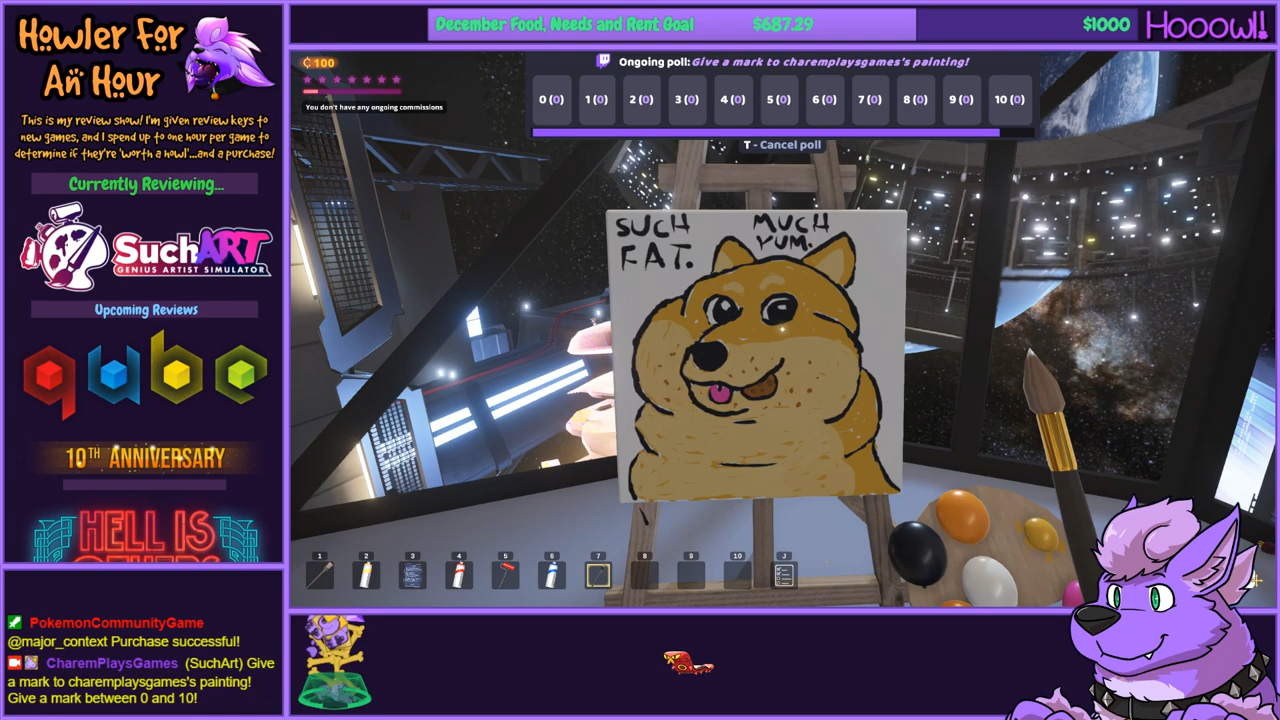 Howler For
An Hour
This is my review show! I'm given review keys to
new games, and I spend up to one hour per game to
determine if they're 'worth a howl'...and a purchase!
Currently Reviewing...
SuchART
GENIUS ARTIST SIMULATOR
Upcoming Reviews
qube
10TH ANNIVERSARY
HELL IS
OTHERS
PokemonCommunityGame
@major_context Purchase successful!
CharemPlaysGames (SuchArt) Give
a mark to charemplaysgames's painting!
Give a mark between 0 and 10!
December Food, Needs and Rent Goal $687.29 $1000 Hooowl!!
100
You don't have any ongoing commissions
Ongoing poll: Give a mark to charemplaysgames's painting!
0 (0) 1 (0) 2 (0) 3 (0) 4 (0) 5 (0) 6 (0) 7 (0) 8 (0) 9 (0) 10 (0)
T - Cancel poll
SUCH
FAT.
MUCH
YUM.
1 2 3 4 5 6 7 8 9 10 J